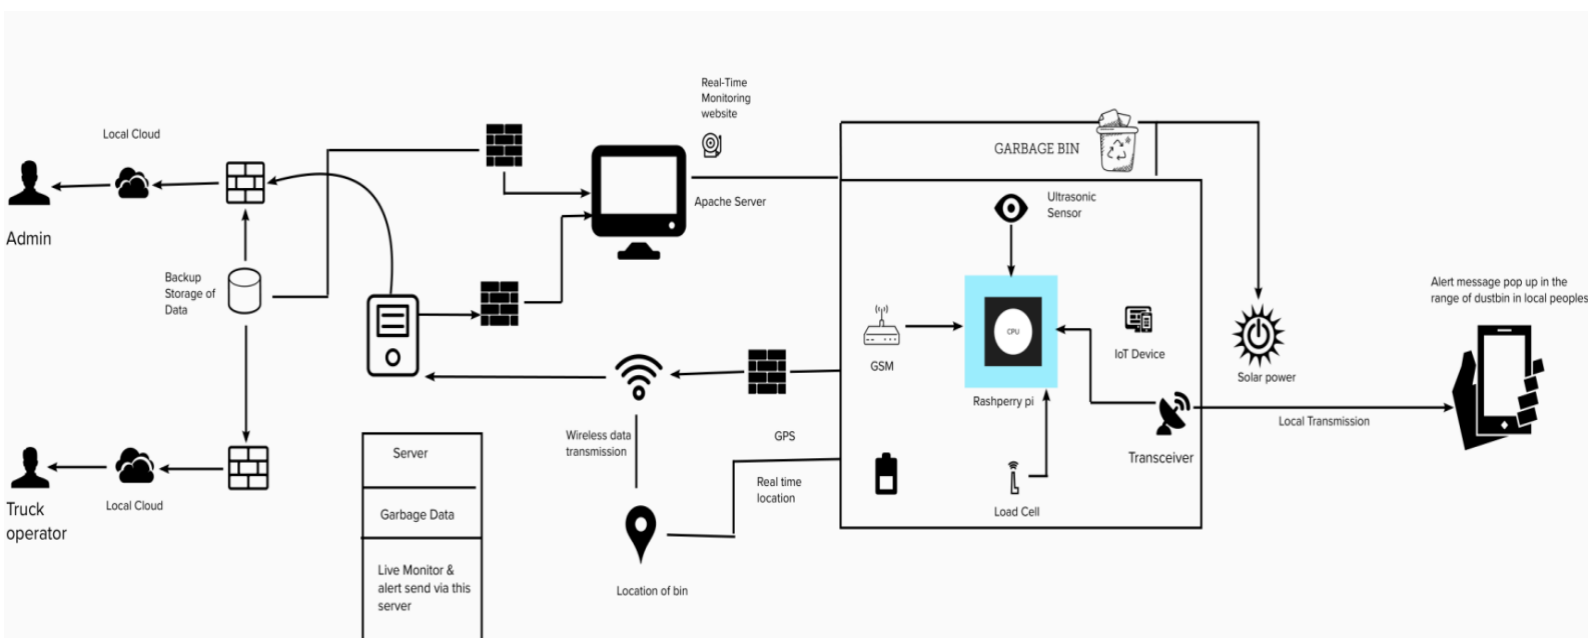 Real-Time
Monitoring
website
Local Cloud
GARBAGE BIN
Apache Server
Ultrasonic
Sensor
Admin
Backup
Storage of
Data
Alert message pop up in the
range of dustbin in local peoples
CPU
IoT Device
GSM
Solar power
Rashperry pi
Local Transmission
Wireless data
transmission
GPS
Server
Transceiver
Real time
location
Truck
operator
Local Cloud
Load Cell
Garbage Data
Live Monitor &
alert send via this
server
Location of bin